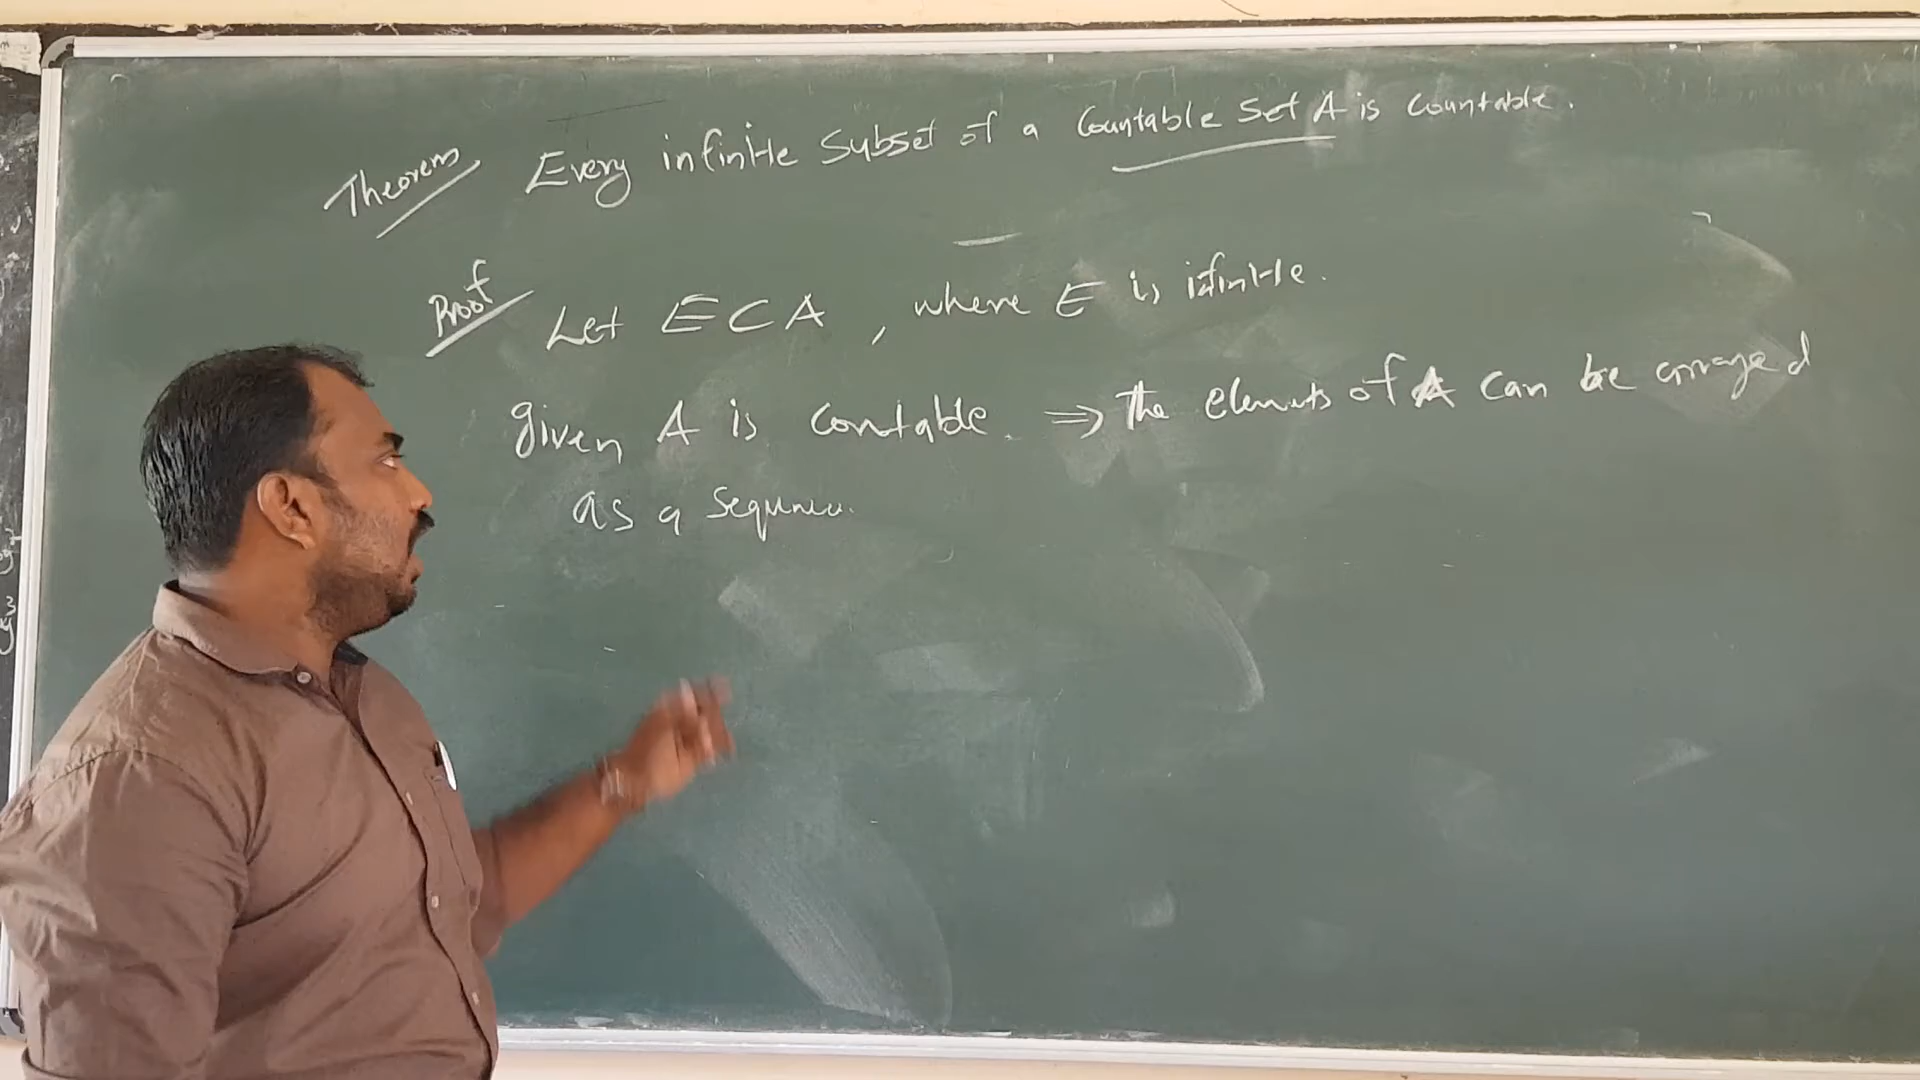 Theorem Every infinite Subset of a Countable Set A is Countable.
Proof Let E ⊂ A , where E is ifinite.
given A is contable. ⇒ The elements of A can be arranged
as a sequence.